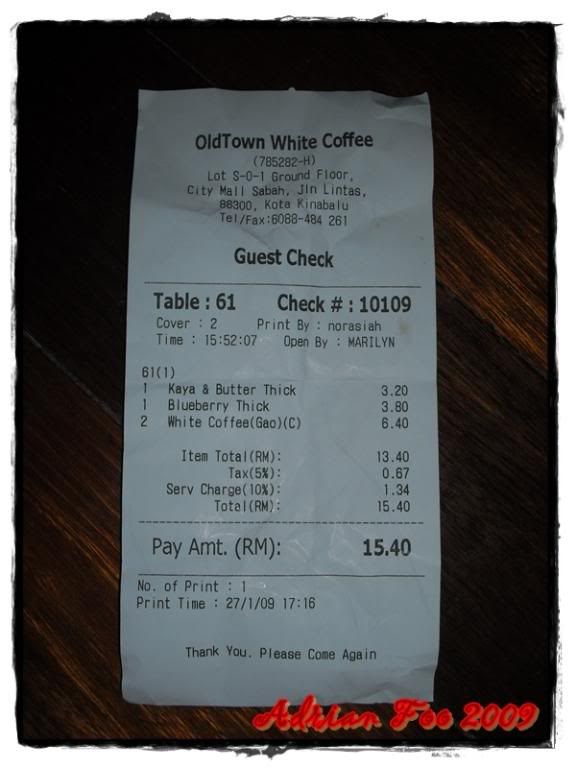 OldTown White Coffee
(785282-H)
Lot S-0-1 Ground Floor,
City Mall Sabah, Jln Lintas,
88300, Kota Kinabalu
Tel/Fax:6088-484 261
Guest Check
Table : 61 Check # : 10109
Cover : 2 Print By : norasiah
Time : 15:52:07 Open By : MARILYN
61(1)
1 Kaya & Butter Thick 3.20
1 Blueberry Thick 3.80
2 White Coffee(Gao)(C) 6.40
Item Total(RM): 13.40
Tax(5%): 0.67
Serv Charge(10%): 1.34
Total(RM): 15.40
Pay Amt. (RM): 15.40
No. of Print : 1
Print Time : 27/1/09 17:16
Thank You. Please Come Again
Adrian Foo 2009